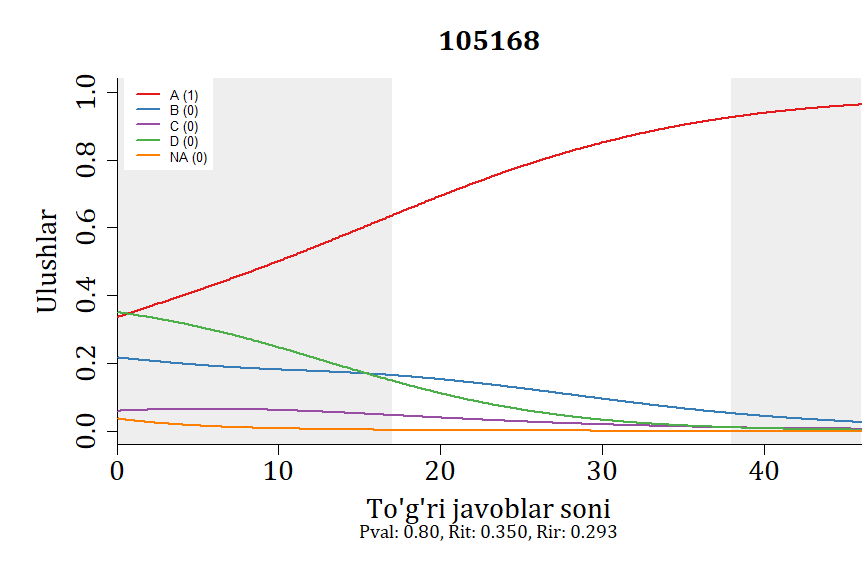 105168
A (1)
B (0)
C (0)
D (0)
NA (0)
Ulushlar
0.0 0.2 0.4 0.6 0.8 1.0
0 10 20 30 40
To'g'ri javoblar soni
Pval: 0.80, Rit: 0.350, Rir: 0.293